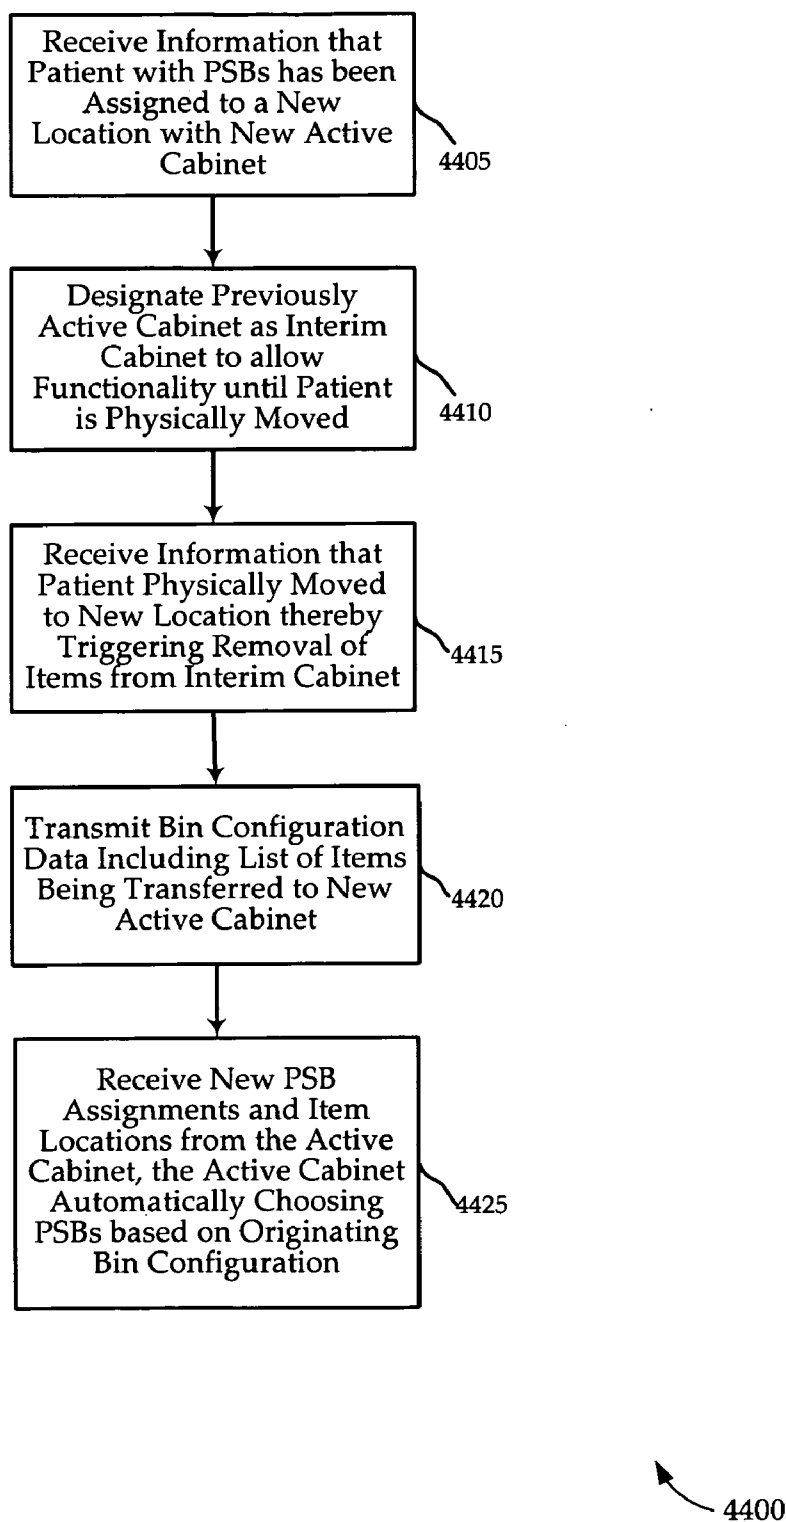 Receive Information that
Patient with PSBs has been
Assigned to a New
Location with New Active
Cabinet
4405
Designate Previously
Active Cabinet as Interim
Cabinet to allow
Functionality until Patient
is Physically Moved
4410
Receive Information that
Patient Physically Moved
to New Location thereby
Triggering Removal of
Items from Interim Cabinet
4415
Transmit Bin Configuration
Data Including List of Items
Being Transferred to New
Active Cabinet
4420
Receive New PSB
Assignments and Item
Locations from the Active
Cabinet, the Active Cabinet
Automatically Choosing
PSBs based on Originating
Bin Configuration
4425
4400